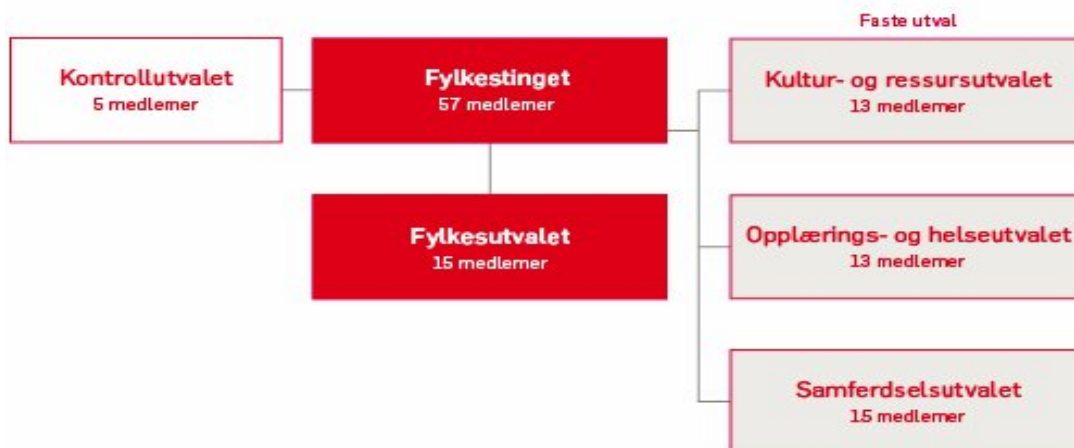 Faste utval
Kontrollutvalet
5 medlemer
Fylkestinget
57 medlemer
Kultur- og ressursutvalet
13 medlemer
Fylkesutvalet
15 medlemer
Opplærings- og helseutvalet
13 medlemer
Samferdselsutvalet
15 medlemer